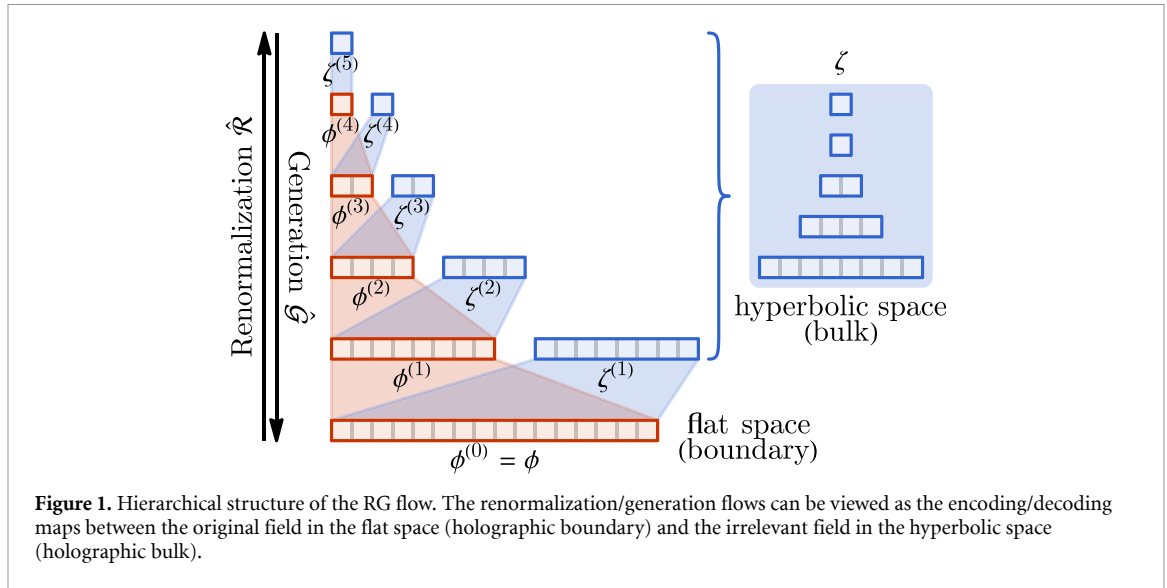 ζ
ζ^(5)
ϕ^(4) ζ^(4)
Renormalization ℛ̂
Generation 𝒢̂
ϕ^(3) ζ^(3)
ϕ^(2) ζ^(2)
hyperbolic space
(bulk)
ϕ^(1) ζ^(1)
flat space
(boundary)
ϕ^(0) = ϕ
Figure 1. Hierarchical structure of the RG flow. The renormalization/generation flows can be viewed as the encoding/decoding
maps between the original field in the flat space (holographic boundary) and the irrelevant field in the hyperbolic space
(holographic bulk).